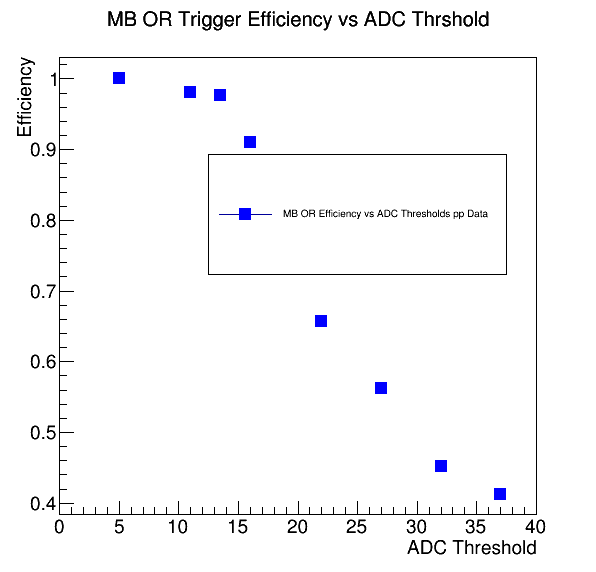 MB OR Trigger Efficiency vs ADC Thrshold
Efficiency
1
0.9
0.8
0.7
0.6
0.5
0.4
MB OR Efficiency vs ADC Thresholds pp Data
0 5 10 15 20 25 30 35 40
ADC Threshold